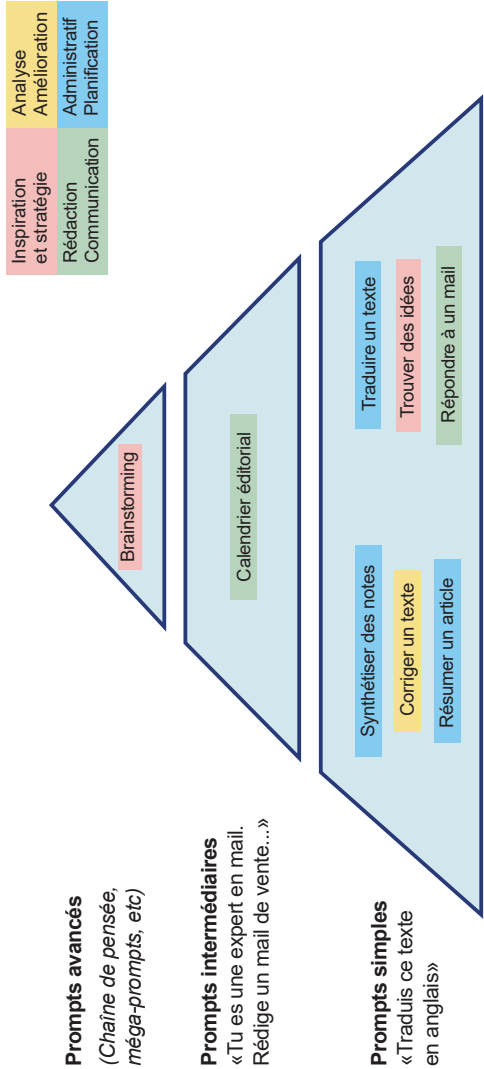 Inspiration
et stratégie
Analyse
Amélioration
Rédaction
Communication
Administratif
Planification
Prompts avancés
(Chaîne de pensée,
méga-prompts, etc)
Brainstorming
Prompts intermédiaires
«Tu es une expert en mail.
Rédige un mail de vente...»
Calendrier éditorial
Prompts simples
«Traduis ce texte
en anglais»
Synthétiser des notes
Traduire un texte
Corriger un texte
Trouver des idées
Résumer un article
Répondre à un mail